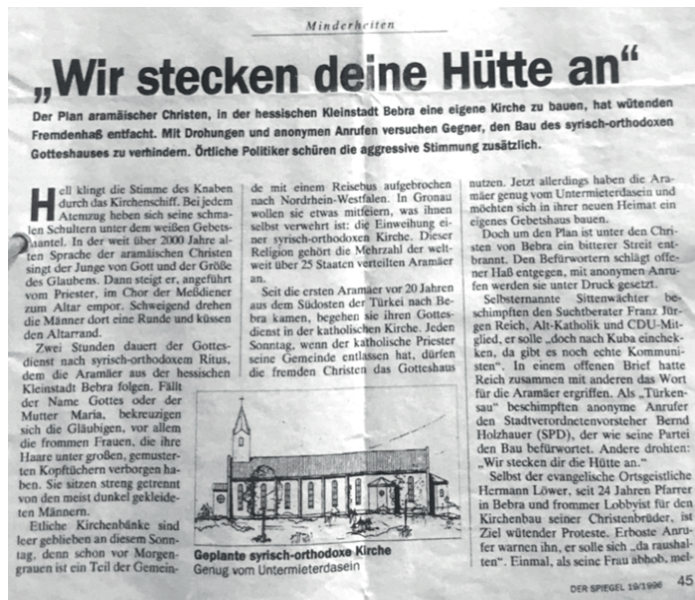 Minderheiten
„Wir stecken deine Hütte an“
Der Plan aramäischer Christen, in der hessischen Kleinstadt Bebra eine eigene Kirche zu bauen, hat wütenden
Fremdenhaß entfacht. Mit Drohungen und anonymen Anrufen versuchen Gegner, den Bau des syrisch-orthodoxen
Gotteshauses zu verhindern. Örtliche Politiker schüren die aggressive Stimmung zusätzlich.
Hell klingt die Stimme des Knaben
durch das Kirchenschiff. Bei jedem
Atemzug heben sich seine schma-
len Schultern unter dem weißen Gebets-
mantel. In der weit über 2000 Jahre al-
ten Sprache der aramäischen Christen
singt der Junge von Gott und der Größe
des Glaubens. Dann steigt er, angeführt
vom Priester, im Chor der Meßdiener
zum Altar empor. Schweigend drehen
die Männer dort eine Runde und küssen
den Altarrand.
Zwei Stunden dauert der Gottes-
dienst nach syrisch-orthodoxem Ritus,
dem die Aramäer aus der hessischen
Kleinstadt Bebra folgen. Fällt
der Name Gottes oder der
Mutter Maria, bekreuzigen
sich die Gläubigen, vor allem
die frommen Frauen, die ihre
Haare unter großen, gemuster-
ten Kopftüchern verborgen ha-
ben. Sie sitzen streng getrennt
von den meist dunkel gekleide-
ten Männern.
Etliche Kirchenbänke sind
leer geblieben an diesem Sonn-
tag, denn schon vor Morgen-
grauen ist ein Teil der Gemein-
de mit einem Reisebus aufgebrochen
nach Nordrhein-Westfalen. In Gronau
wollen sie etwas mitfeiern, was ihnen
selbst verwehrt ist: die Einweihung ei-
ner syrisch-orthodoxen Kirche. Dieser
Religion gehört die Mehrzahl der welt-
weit über 25 Staaten verteilten Aramäer
an.
Seit die ersten Aramäer vor 20 Jahren
aus dem Südosten der Türkei nach Be-
bra kamen, begehen sie ihren Gottes-
dienst in der katholischen Kirche. Jeden
Sonntag, wenn der katholische Priester
seine Gemeinde entlassen hat, dürfen
die fremden Christen das Gotteshaus
Geplante syrisch-orthodoxe Kirche
Genug vom Untermieterdasein
nutzen. Jetzt allerdings haben die Ara-
mäer genug vom Untermieterdasein und
möchten sich in ihrer neuen Heimat ein
eigenes Gebetshaus bauen.
Doch um den Plan ist unter den Chri-
sten von Bebra ein bitterer Streit ent-
brannt. Den Befürwortern schlägt offe-
ner Haß entgegen, mit anonymen Anru-
fen werden sie unter Druck gesetzt.
Selbsternannte Sittenwächter be-
schimpften den Suchtberater Franz Jür-
gen Reich, Alt-Katholik und CDU-Mit-
glied, er solle „doch nach Kuba einchek-
ken, da gibt es noch echte Kommuni-
sten“. In einem offenen Brief hatte
Reich zusammen mit anderen das Wort
für die Aramäer ergriffen. Als „Türken-
sau“ beschimpften anonyme Anrufer
den Stadtverordnetenvorsteher Bernd
Holzhauer (SPD), der wie seine Partei
den Bau befürwortet. Andere drohten:
„Wir stecken dir die Hütte an.“
Selbst der evangelische Ortsgeistliche
Hermann Löwer, seit 24 Jahren Pfarrer
in Bebra und frommer Lobbyist für den
Kirchenbau seiner Christenbrüder, ist
Ziel wütender Proteste. Erboste Anru-
fer warnen ihn, er solle sich „da raushal-
ten“. Einmal, als seine Frau abhob, mel-
DER SPIEGEL 19/1996 45